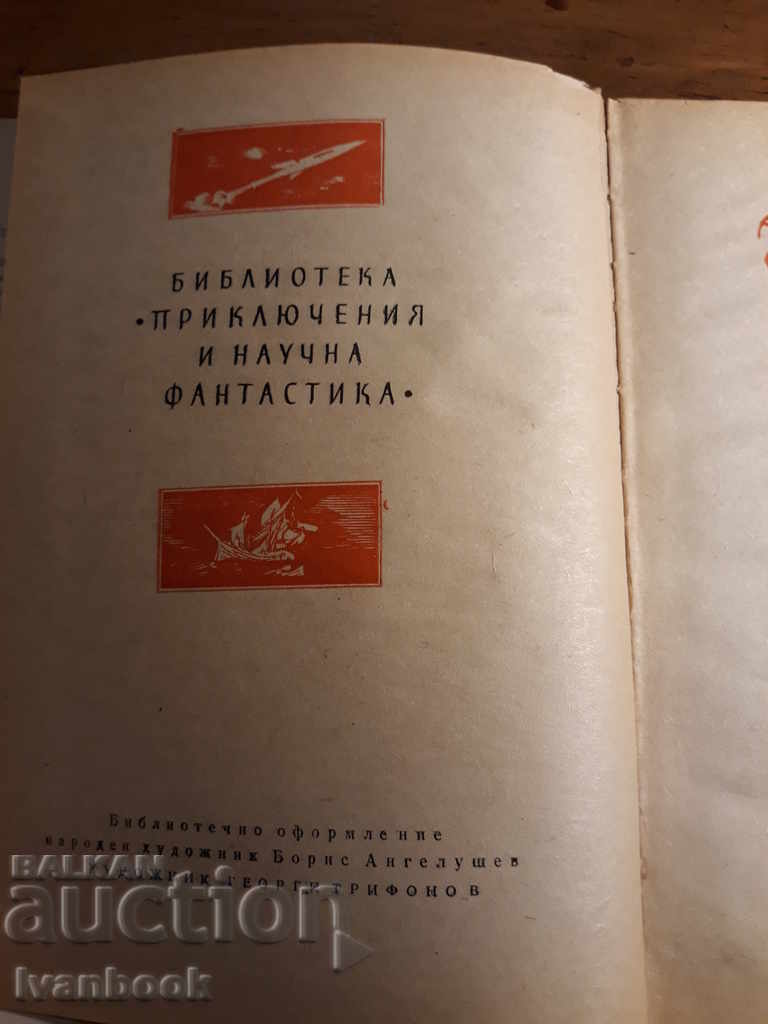 БИБЛИОТЕКА
•ПРИКЛЮЧЕНИЯ
И НАУЧНА
ФАНТАСТИКА•
Библиотечно оформление
народен художник Борис Ангелушев
ХУДОЖНИК ГЕОРГИ ТРИФОНОВ
BALKAN
auction
Ivanbook